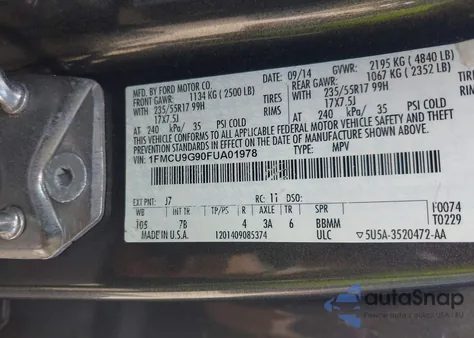 MFD. BY FORD MOTOR CO. DATE: 09/14 GVWR: 2195 KG ( 4840 LB)
FRONT GAWR: 1134 KG ( 2500 LB) REAR GAWR: 1067 KG ( 2352 LB)
235/55R17 99H TIRES 235/55R17 99H TIRES
17X7.5J RIMS 17X7.5J
AT 240 kPa/ 35 PSI COLD AT 240 kPa/ 35 PSI COLD
THIS VEHICLE CONFORMS TO ALL APPLICABLE FEDERAL MOTOR VEHICLE SAFETY AND THEFT
PREVENTION STANDARDS IN EFFECT ON THE DATE OF MANUFACTURE SHOWN ABOVE.
VIN: 1FMCU9G90FUA01978
TYPE: MPV
EXT PNT: J7 RC: 11 DSO:
WB INT TR TP/PS R AXLE TR SPR F0074
105 7B 4 3A 6 BBMM T0229
MADE IN U.S.A. 1201409085374 ULC ▽5U5A-3520472-AA
autoSnap